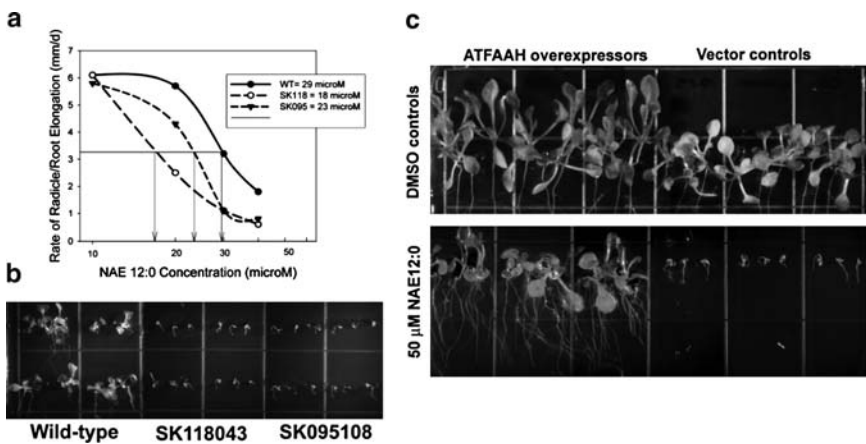 a
Rate of Radicle/Root Elongation (mm/d)
7
6
5
4
3
2
1
0
WT= 29 microM
SK118 = 18 microM
SK095 = 23 microM
10
20
30
50
NAE 12:0 Concentration (microM)
b
Wild-type
SK118043
SK095108
c
ATFAAH overexpressors
Vector controls
DMSO controls
50 µM NAE12:0